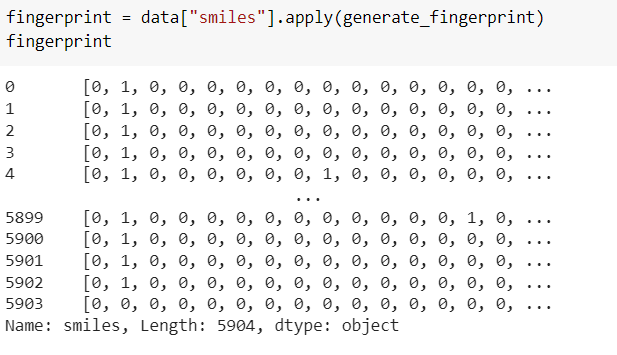 fingerprint = data["smiles"].apply(generate_fingerprint)
fingerprint
0 [0, 1, 0, 0, 0, 0, 0, 0, 0, 0, 0, 0, 0, 0, 0, ...
1 [0, 1, 0, 0, 0, 0, 0, 0, 0, 0, 0, 0, 0, 0, 0, ...
2 [0, 1, 0, 0, 0, 0, 0, 0, 0, 0, 0, 0, 0, 0, 0, ...
3 [0, 1, 0, 0, 0, 0, 0, 0, 0, 0, 0, 0, 0, 0, 0, ...
4 [0, 1, 0, 0, 0, 0, 0, 0, 1, 0, 0, 0, 0, 0, 0, ...
...
5899 [0, 1, 0, 0, 0, 0, 0, 0, 0, 0, 0, 0, 0, 1, 0, ...
5900 [0, 1, 0, 0, 0, 0, 0, 0, 0, 0, 0, 0, 0, 0, 0, ...
5901 [0, 1, 0, 0, 0, 0, 0, 0, 0, 0, 0, 0, 0, 0, 0, ...
5902 [0, 1, 0, 0, 0, 0, 0, 0, 0, 0, 0, 0, 0, 0, 0, ...
5903 [0, 0, 0, 0, 0, 0, 0, 0, 0, 0, 0, 0, 0, 0, 0, ...
Name: smiles, Length: 5904, dtype: object